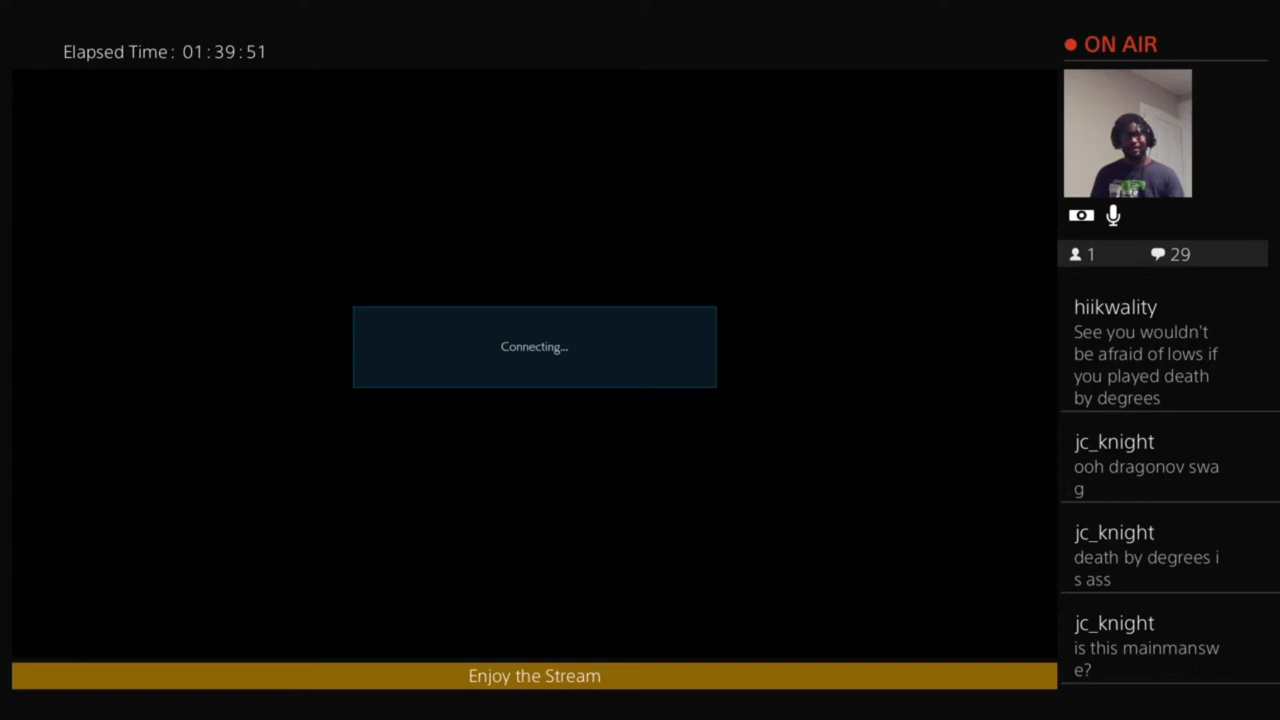 Elapsed Time: 01:39:51
ON AIR
1 29
hiikwality
See you wouldn't
be afraid of lows if
you played death
by degrees
jc_knight
ooh dragonov swa
g
jc_knight
death by degrees i
s ass
jc_knight
is this mainmansw
e?
Connecting...
Enjoy the Stream